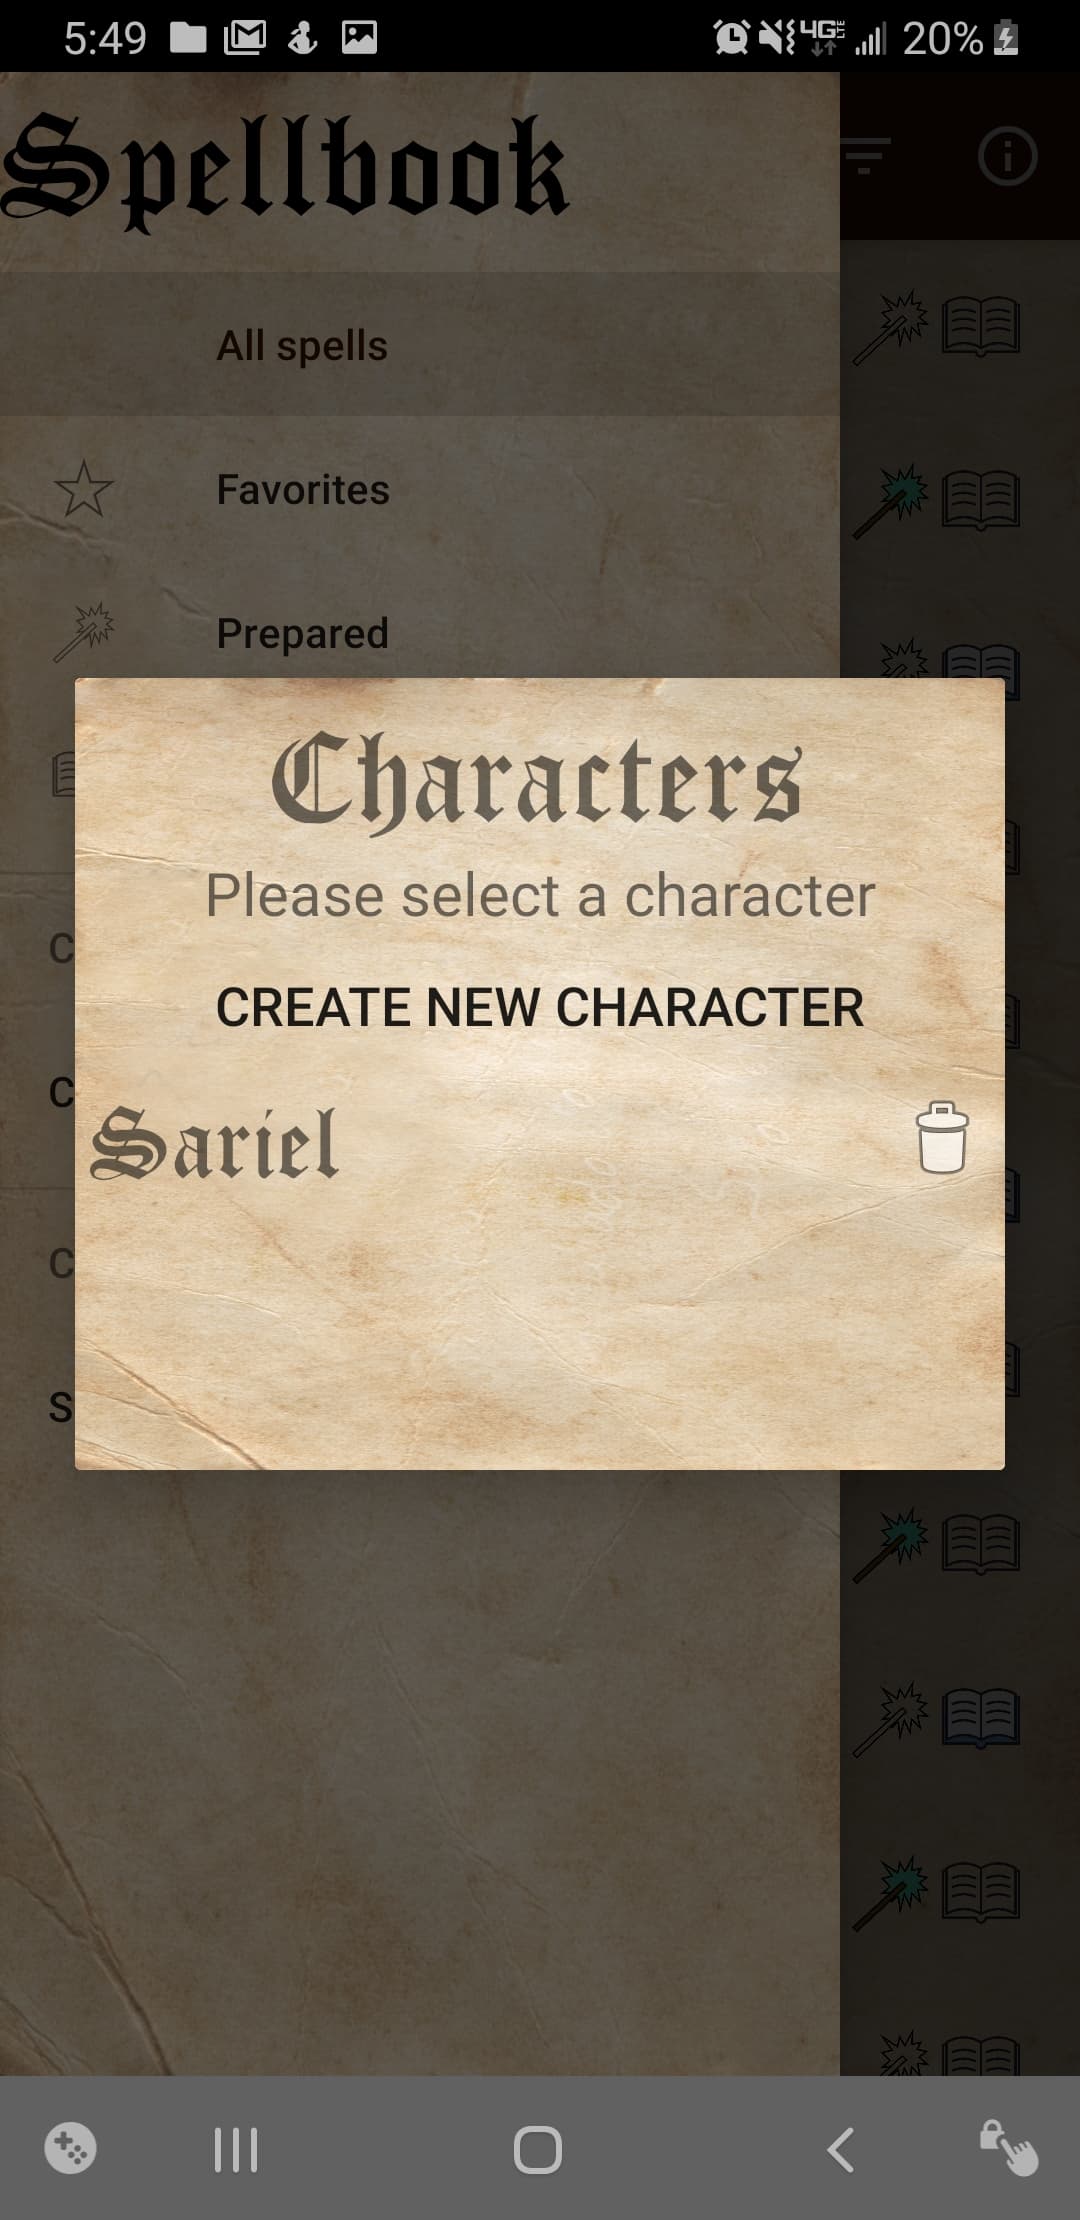 5:49
4G LTE
20%
Spellbook
All spells
Favorites
Prepared
Characters
Please select a character
CREATE NEW CHARACTER
Sariel
C
C
C
S